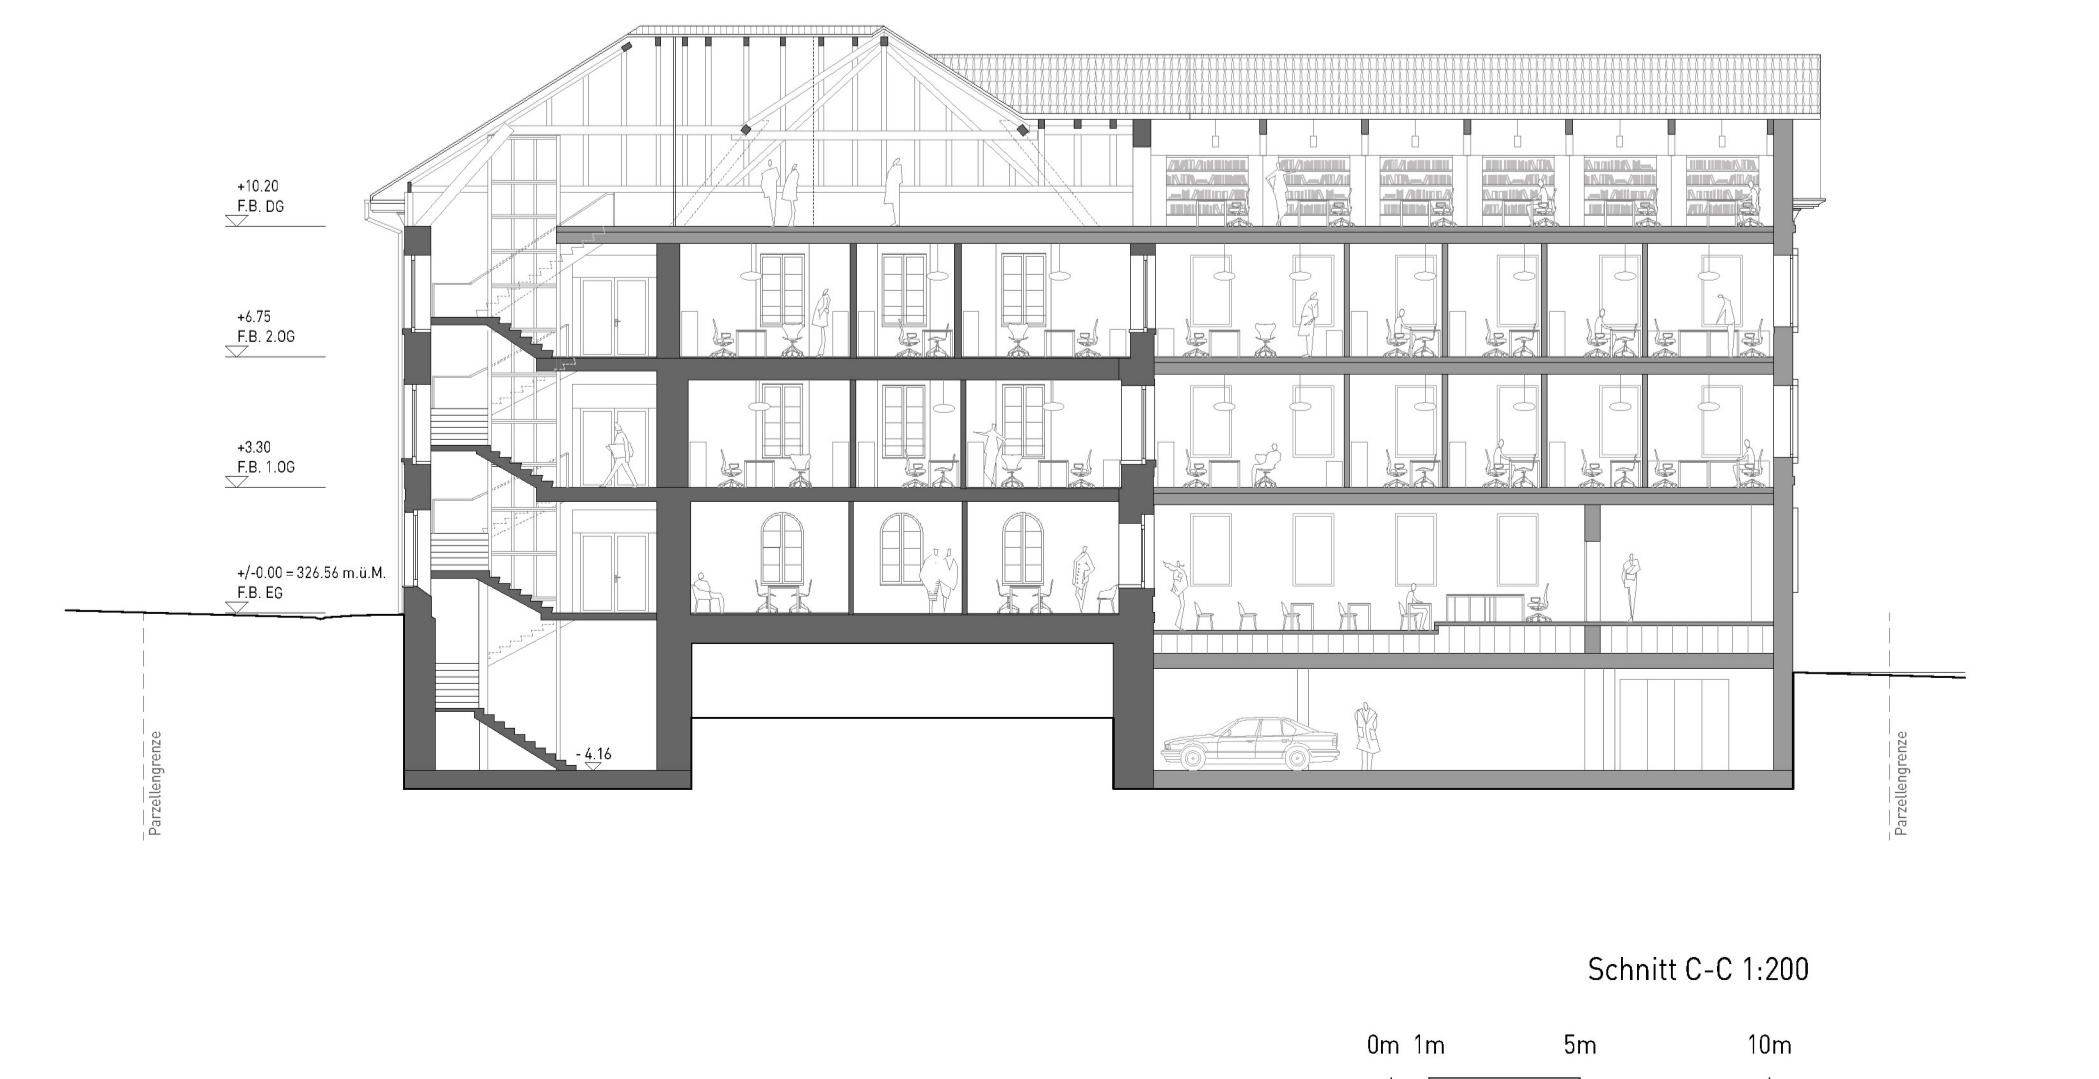 +10.20
F.B. DG
+6.75
F.B. 2.OG
+3.30
F.B. 1.OG
+/-0.00 = 326.56 m.ü.M.
F.B. EG
- 4.16
Parzellengrenze
Parzellengrenze
Schnitt C-C 1:200
0m 1m 5m 10m